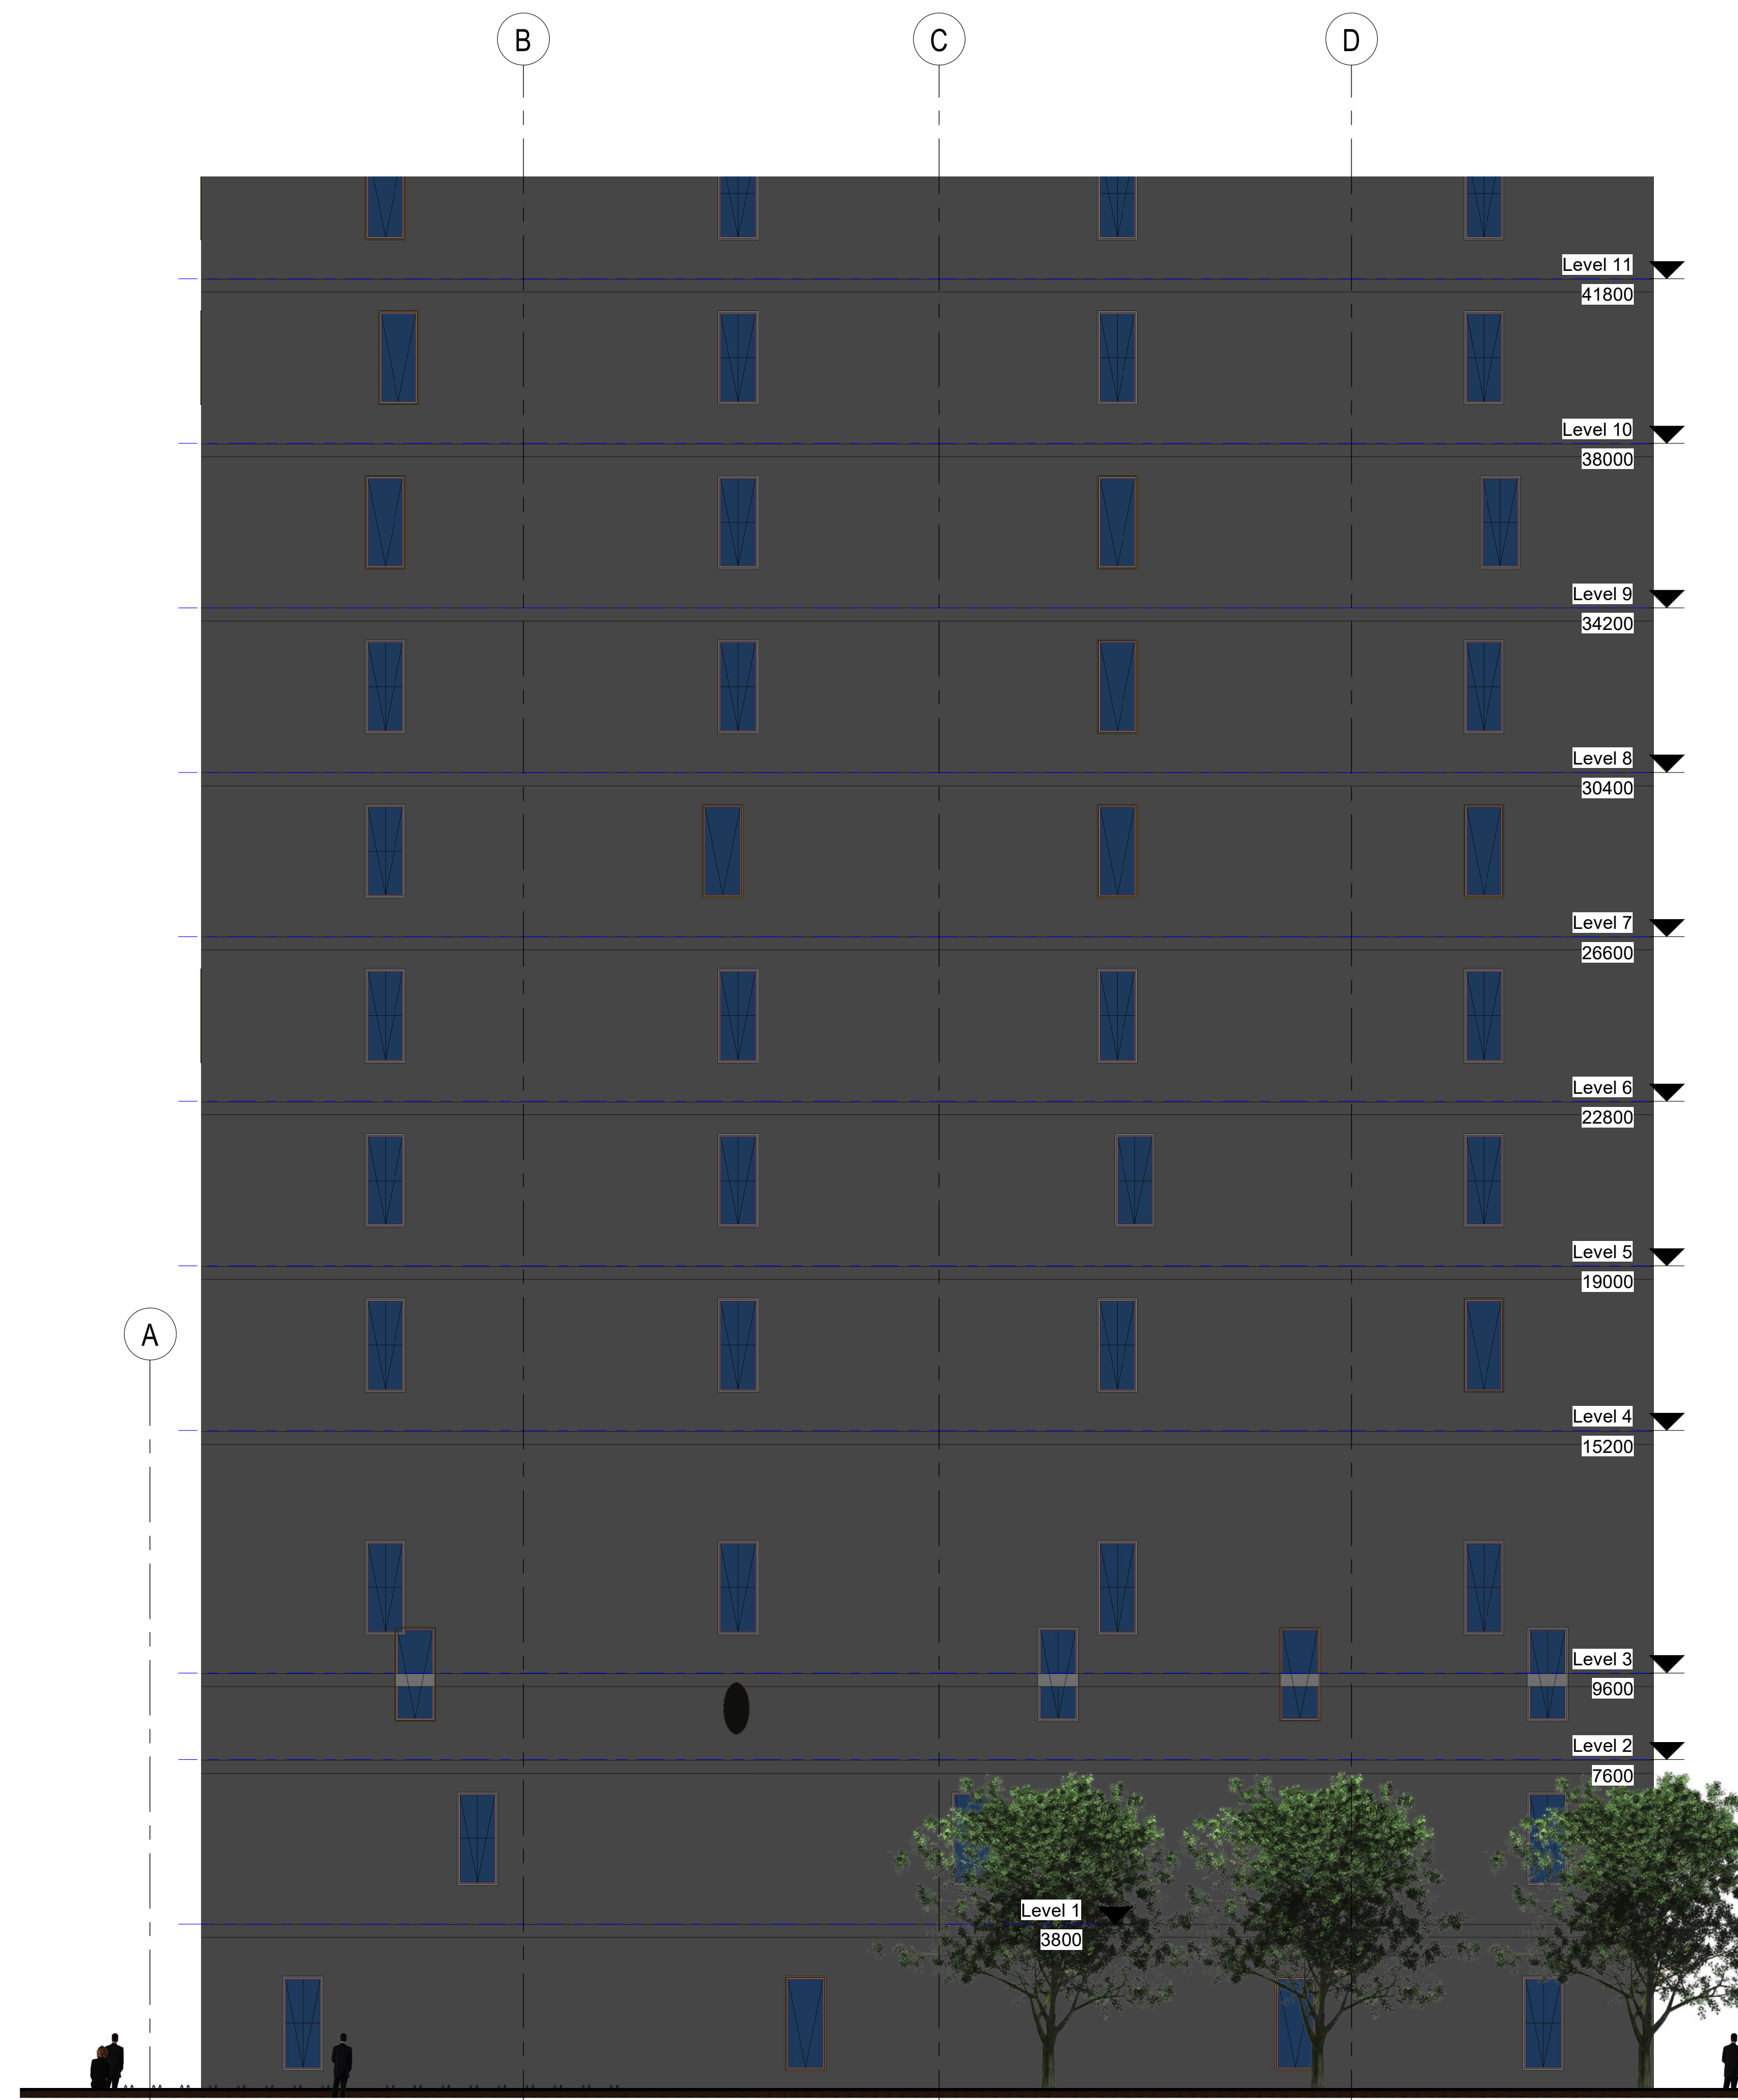 B
C
D
Level 11
41800
Level 10
38000
Level 9
34200
Level 8
30400
Level 7
26600
Level 6
22800
Level 5
19000
A
Level 4
15200
Level 3
9600
Level 2
7600
Level 1
3800